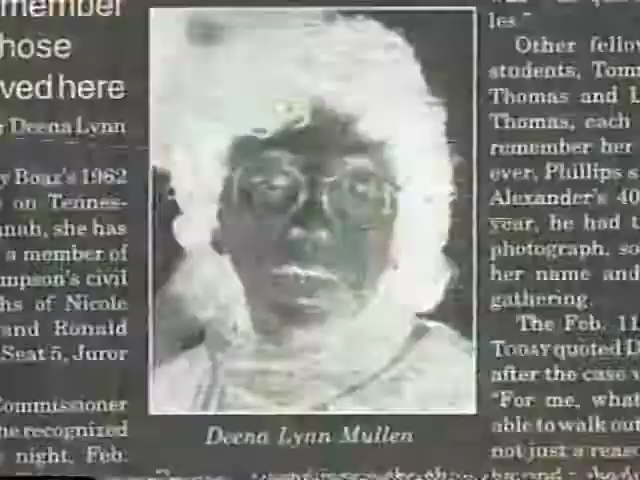 member
hose
ved here
r Deena Lynn
y Boaz's 1962
on Tennes-
nah, she has
a member of
mpson's civil
hs of Nicole
and Ronald
Seat 5, Juror
Commissioner
he recognized
night, Feb.
Deena Lynn Mullen
les."
Other fellow
students, Tom
Thomas and L
Thomas, each
remember her
ever, Phillips s
Alexander's 40
year, he had t
photograph, so
her name and
gathering.
The Feb. 11
TODAY quoted D
after the case w
"For me, what
able to walk out
not just a reas